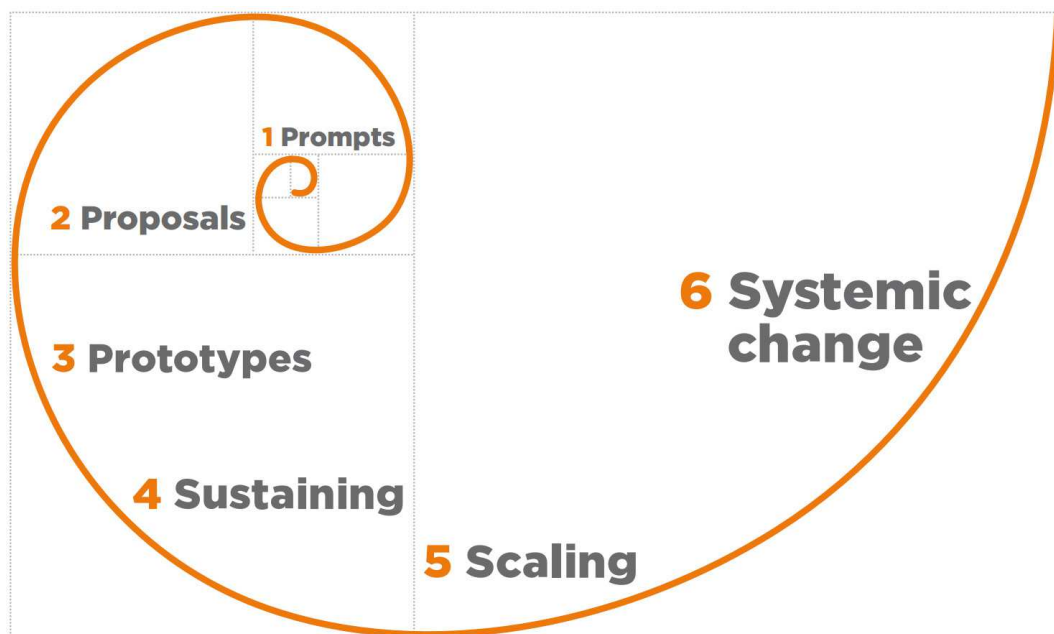 1 Prompts
2 Proposals
3 Prototypes
4 Sustaining
5 Scaling
6 Systemic
change